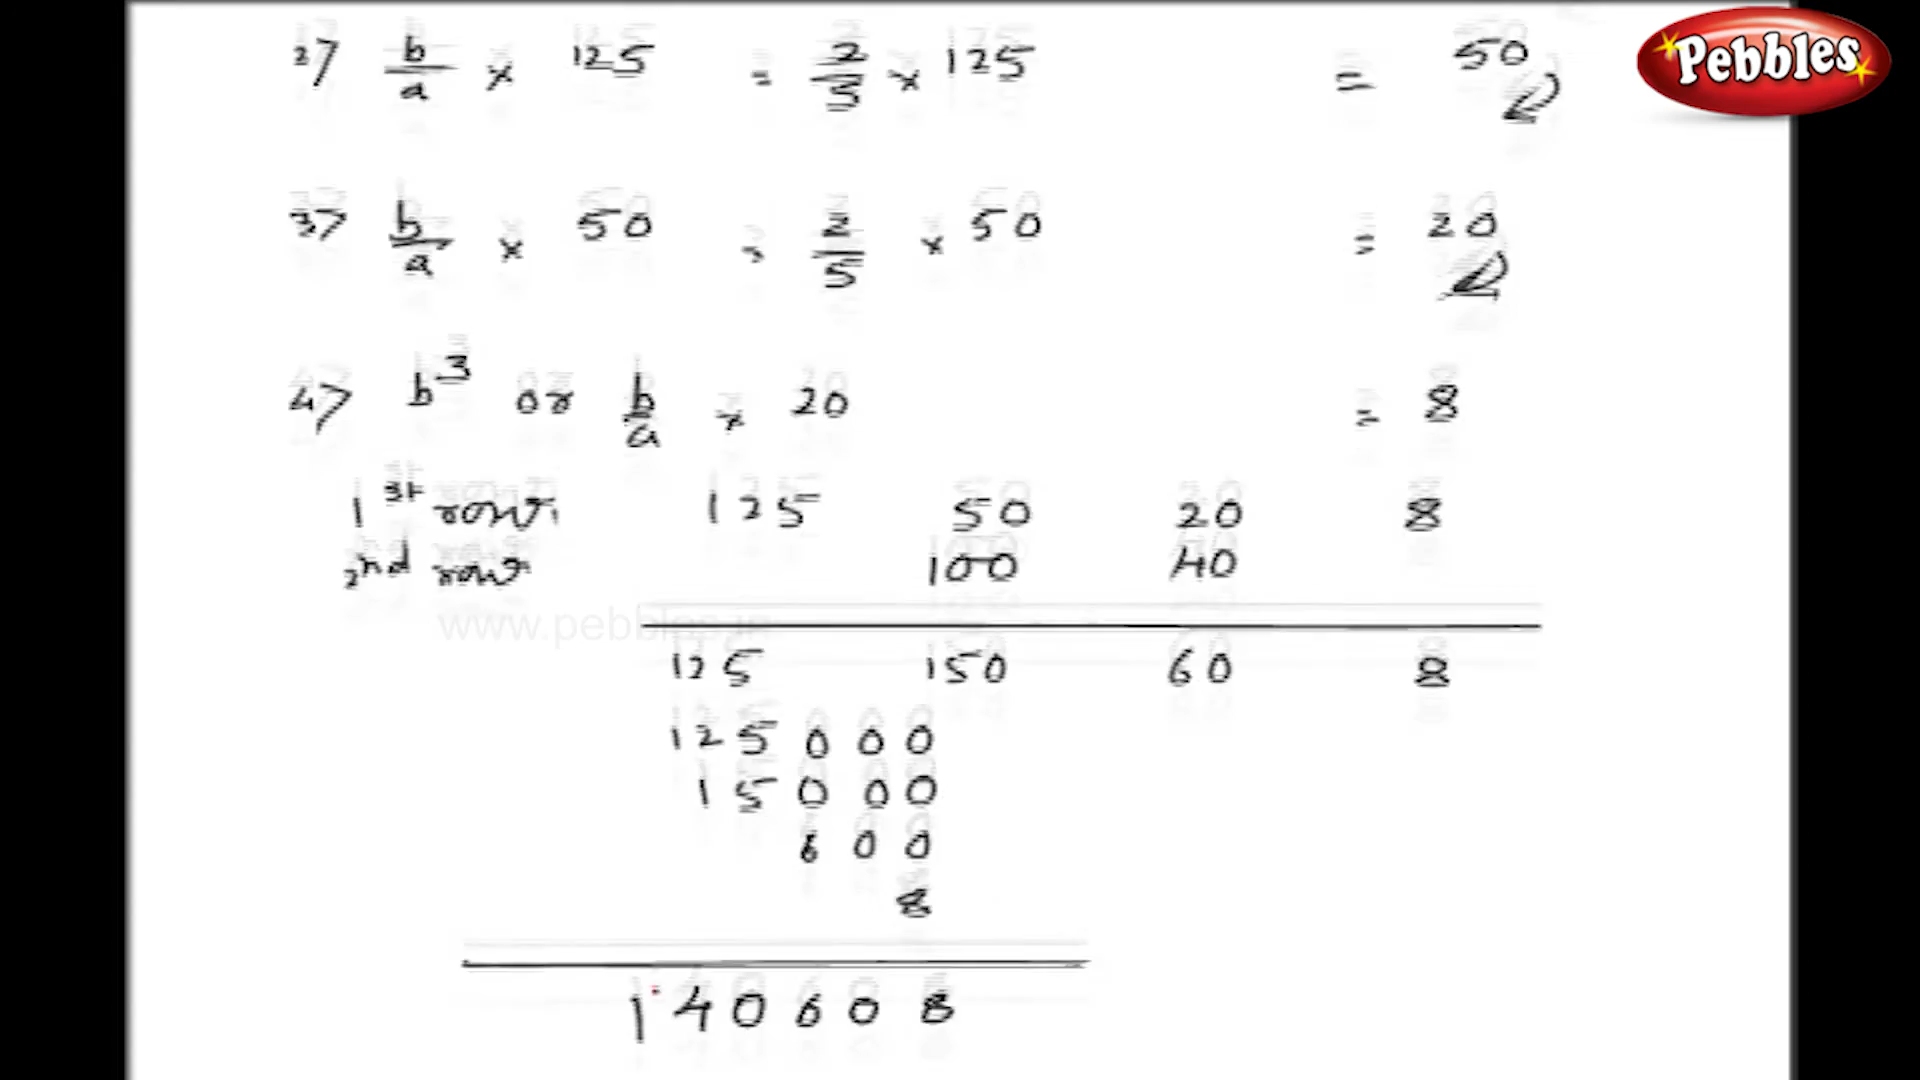 Pebbles
2) b/a × 125 = 2/5 × 125 = 50
3) b/a × 50 = 2/5 × 50 = 20
4) b³ or b/a × 20 = 8
1st row 125 50 20 8
2nd row 100 40
www.pebbles.in
125 150 60 8
125000
15000
600
8
140608